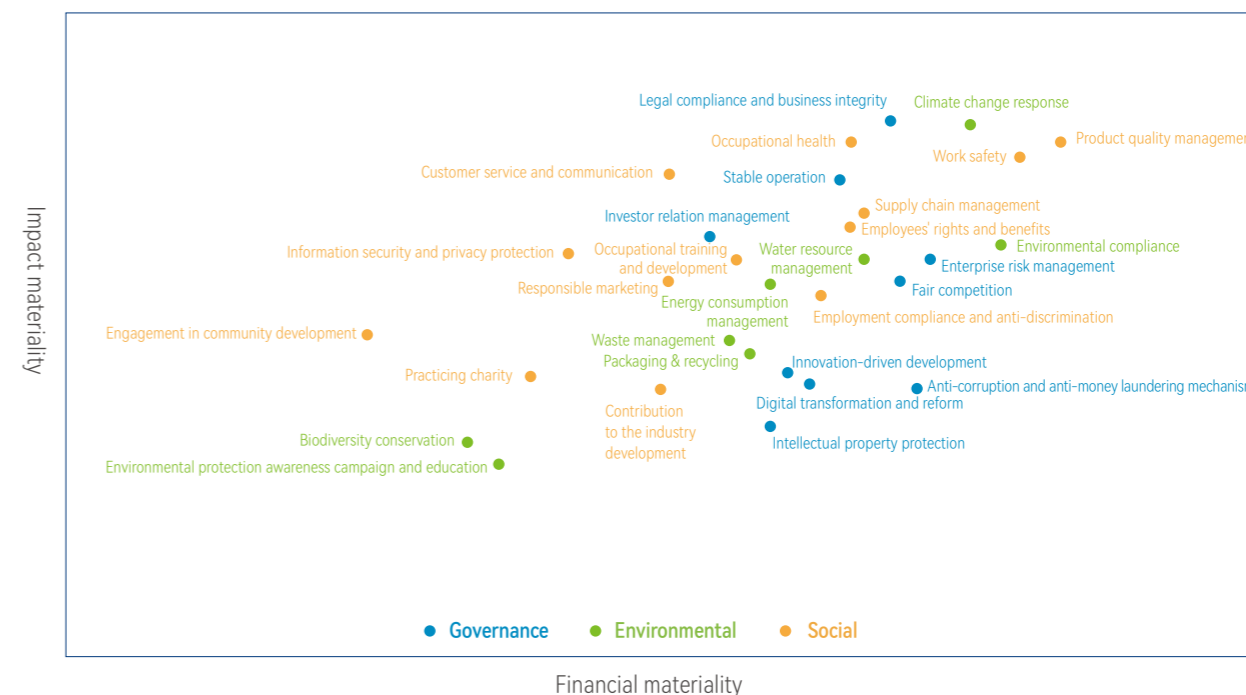 Legal compliance and business integrity
Climate change response
Occupational health
Product quality managemen
Work safety
Customer service and communication
Stable operation
Supply chain management
Investor relation management
Employees' rights and benefits
Information security and privacy protection
Occupational training
and development
Water resource
management
Environmental compliance
Enterprise risk management
Responsible marketing
Energy consumption
management
Fair competition
Employment compliance and anti-discrimination
Engagement in community development
Waste management
Packaging & recycling
Innovation-driven development
Practicing charity
Anti-corruption and anti-money laundering mechanism
Digital transformation and reform
Contribution
to the industry
development
Biodiversity conservation
Intellectual property protection
Environmental protection awareness campaign and education
Impact materiality
Governance
Environmental
Social
Financial materiality